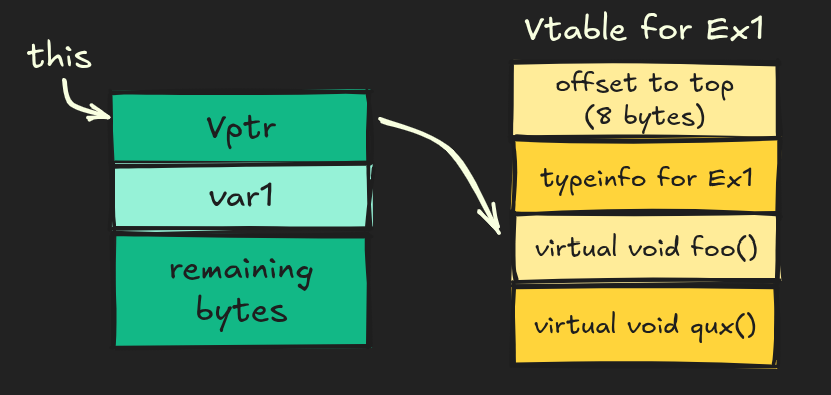 this
Vptr
var1
remaining
bytes
Vtable for Ex1
offset to top
(8 bytes)
typeinfo for Ex1
virtual void foo()
virtual void qux()